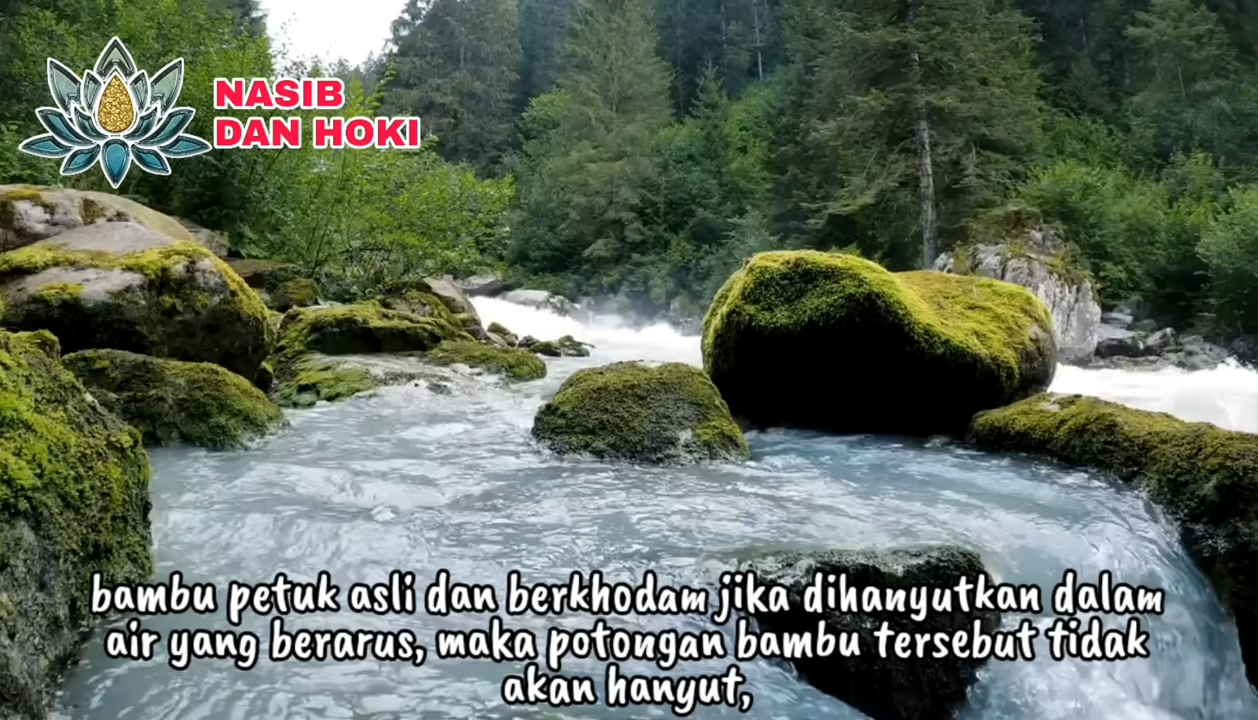 NASIB
DAN HOKI
bambu petuk asli dan berkhodam jika dihanyutkan dalam
air yang berarus, maka potongan bambu tersebut tidak
akan hanyut,